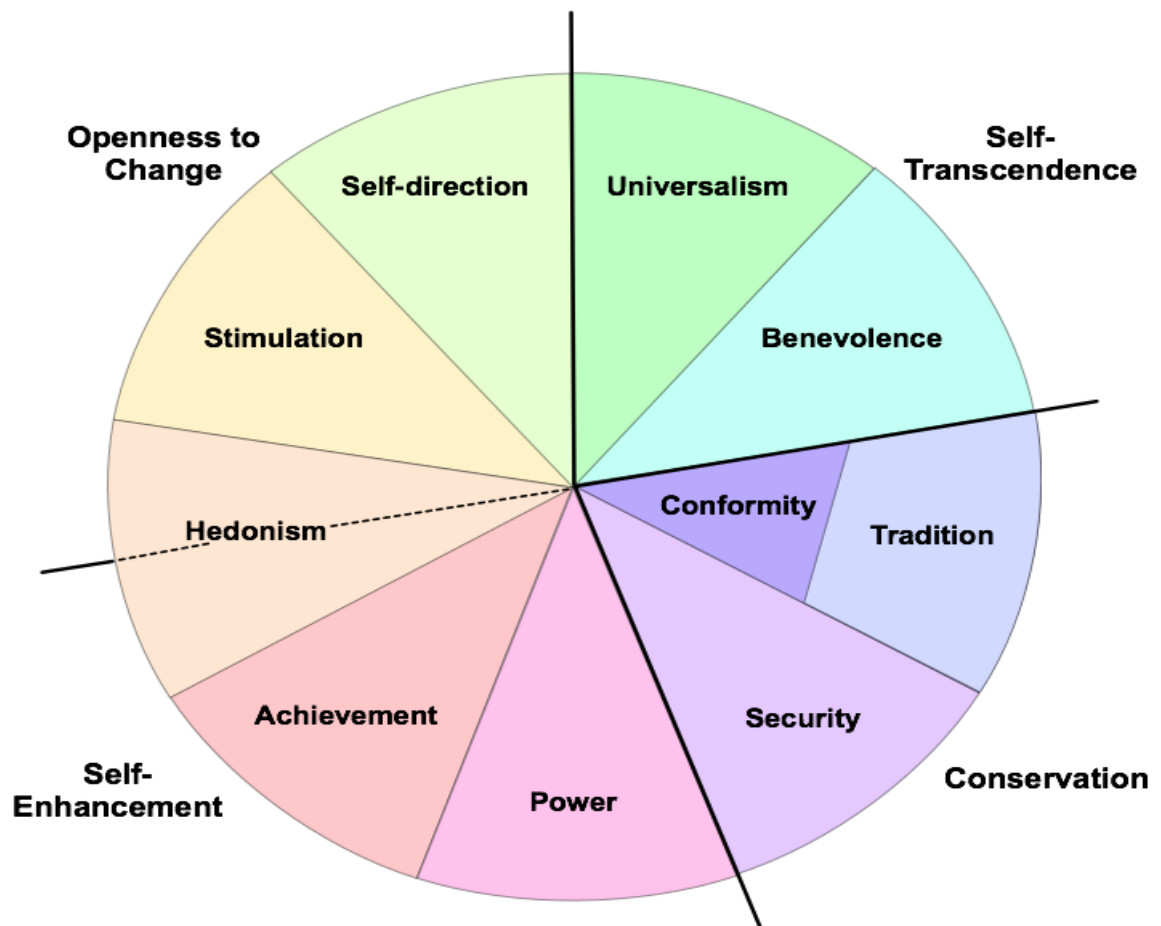 Openness to
Change
Self-
Transcendence
Self-direction
Universalism
Stimulation
Benevolence
Conformity
Hedonism
Tradition
Achievement
Security
Self-
Enhancement
Power
Conservation